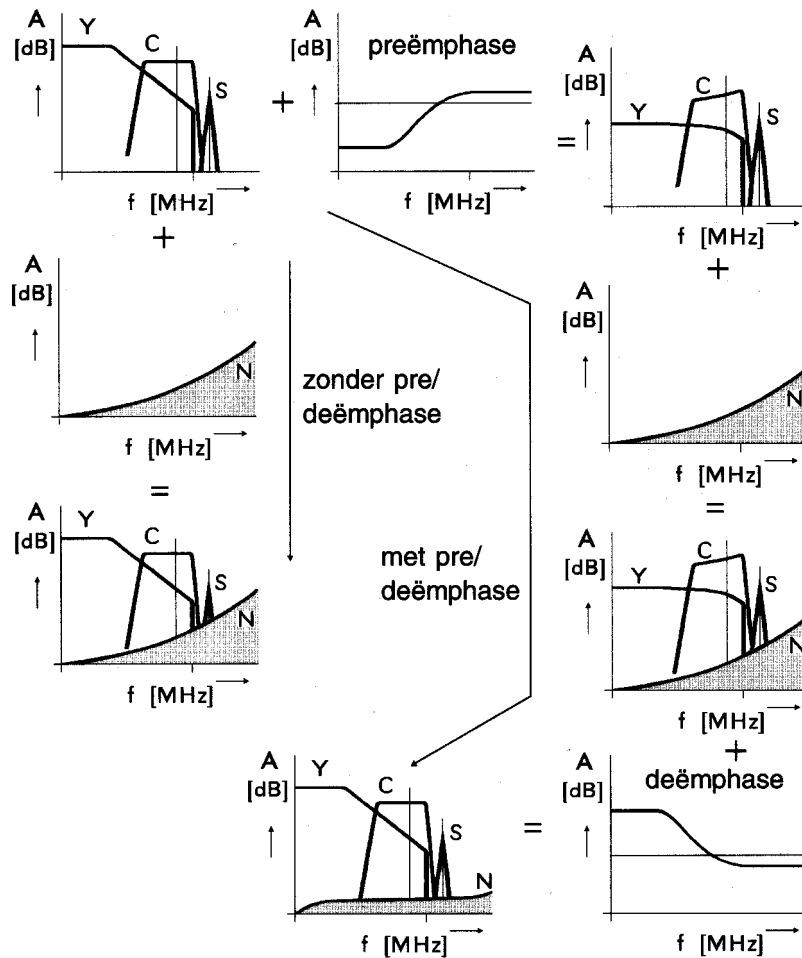 A
[dB]
Y
C
S
f [MHz]
+
A
[dB]
preëmphase
f [MHz]
=
A
[dB]
Y
C
S
f [MHz]
+
A
[dB]
N
f [MHz]
zonder pre/
deëmphase
+
A
[dB]
N
f [MHz]
=
A
[dB]
Y
C
S
N
f [MHz]
met pre/
deëmphase
=
A
[dB]
Y
C
S
N
f [MHz]
+
A
[dB]
Y
C
S
N
f [MHz]
=
A
[dB]
deëmphase
f [MHz]